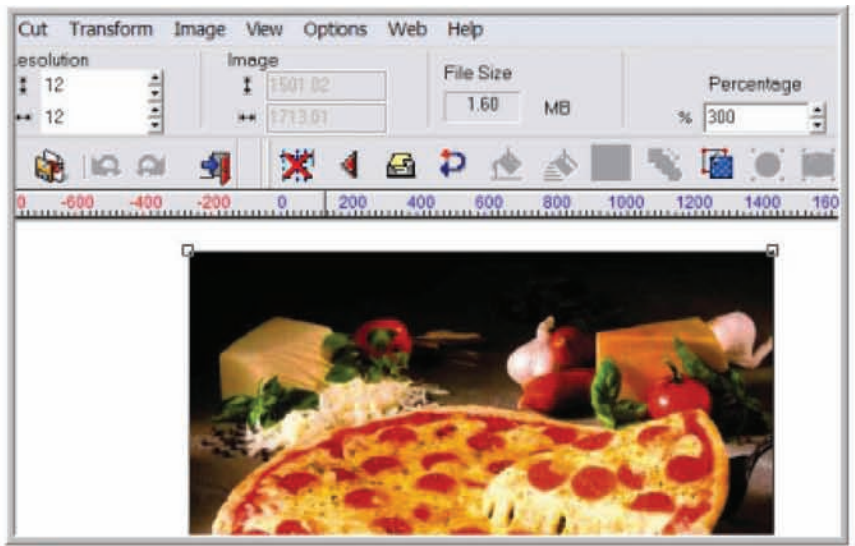 Cut Transform Image View Options Web Help
esolution Image
File Size
Percentage
12 1501.02
1.60 MB
12 1713.01
% 300
0 -600 -400 -200 0 200 400 600 800 1000 1200 1400 160